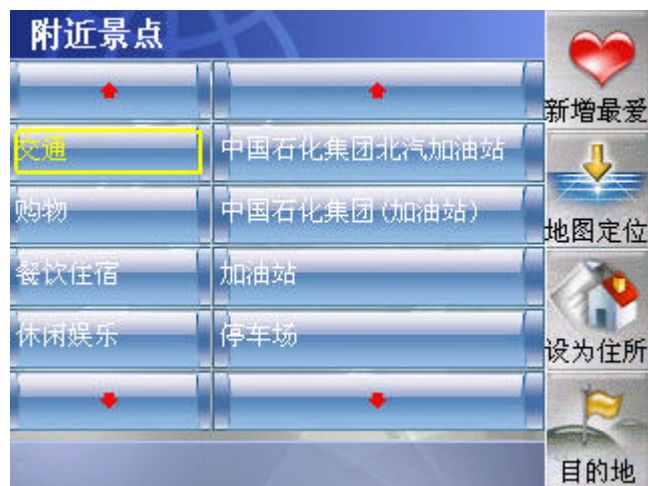 附近景点
新增最爱
交通
中国石化集团北汽加油站
购物
中国石化集团(加油站)
地图定位
餐饮住宿
加油站
休闲娱乐
停车场
设为住所
目的地